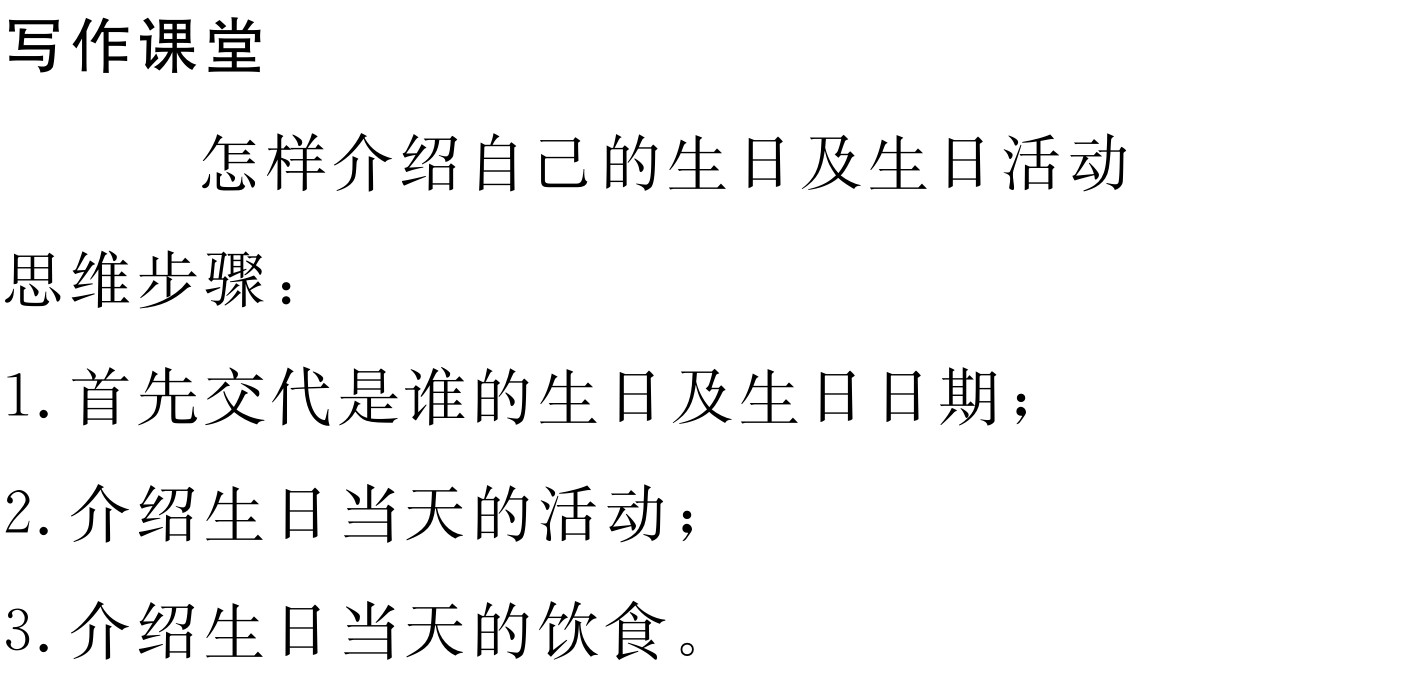 写作课堂
怎样介绍自己的生日及生日活动
思维步骤：
1.首先交代是谁的生日及生日日期；
2.介绍生日当天的活动；
3.介绍生日当天的饮食。